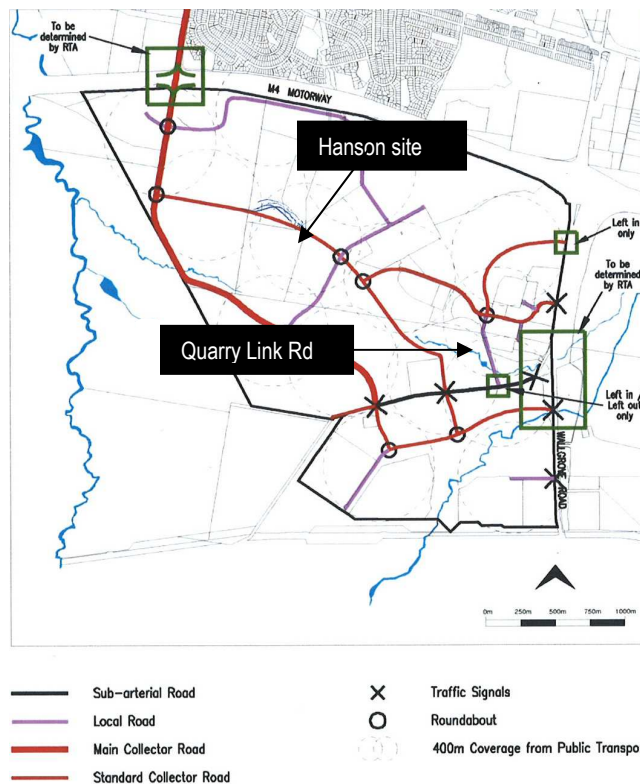 To be
determined
by RTA
M4 MOTORWAY
Hanson site
Left in
only
To be
determined
by RTA
Quarry Link Rd
Left in /
Left out
only
WALLGROVE ROAD
0m 250m 500m 750m 1000m
Sub-arterial Road
Local Road
Main Collector Road
Standard Collector Road
Traffic Signals
Roundabout
400m Coverage from Public Transpo